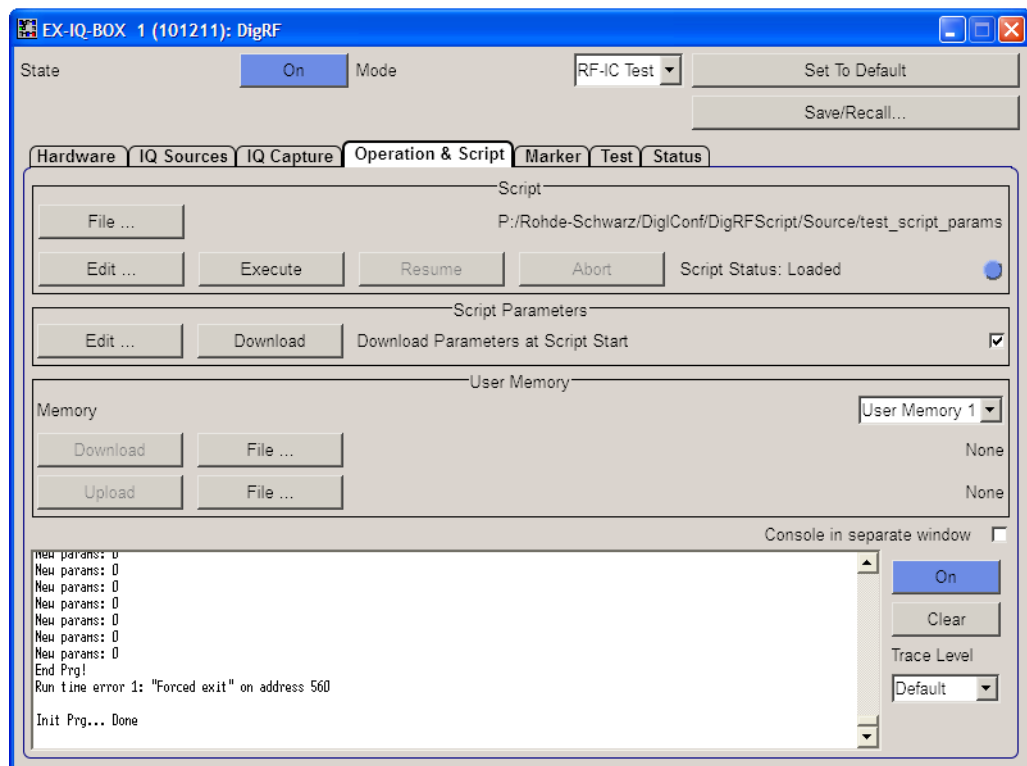 EX-IQ-BOX 1 (101211): DigRF
State On Mode RF-IC Test Set To Default
Save/Recall...
Hardware IQ Sources IQ Capture Operation & Script Marker Test Status
Script
File ... P:/Rohde-Schwarz/DigIConf/DigRFScript/Source/test_script_params
Edit ... Execute Resume Abort Script Status: Loaded
Script Parameters
Edit ... Download Download Parameters at Script Start
User Memory
Memory User Memory 1
Download File ... None
Upload File ... None
Console in separate window
New params: 0
New params: 0
New params: 0
New params: 0
New params: 0
New params: 0
New params: 0
End Prg!
Run time error 1: "Forced exit" on address 560
Init Prg... Done
On
Clear
Trace Level
Default